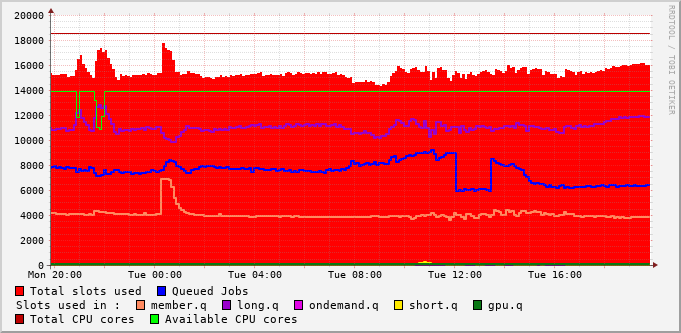 RRDTOOL / TOBI OETIKER
20000
18000
16000
14000
12000
10000
8000
6000
4000
2000
0
Mon 20:00 Tue 00:00 Tue 04:00 Tue 08:00 Tue 12:00 Tue 16:00
Total slots used Queued Jobs
Slots used in : member.q long.q ondemand.q short.q gpu.q
Total CPU cores Available CPU cores